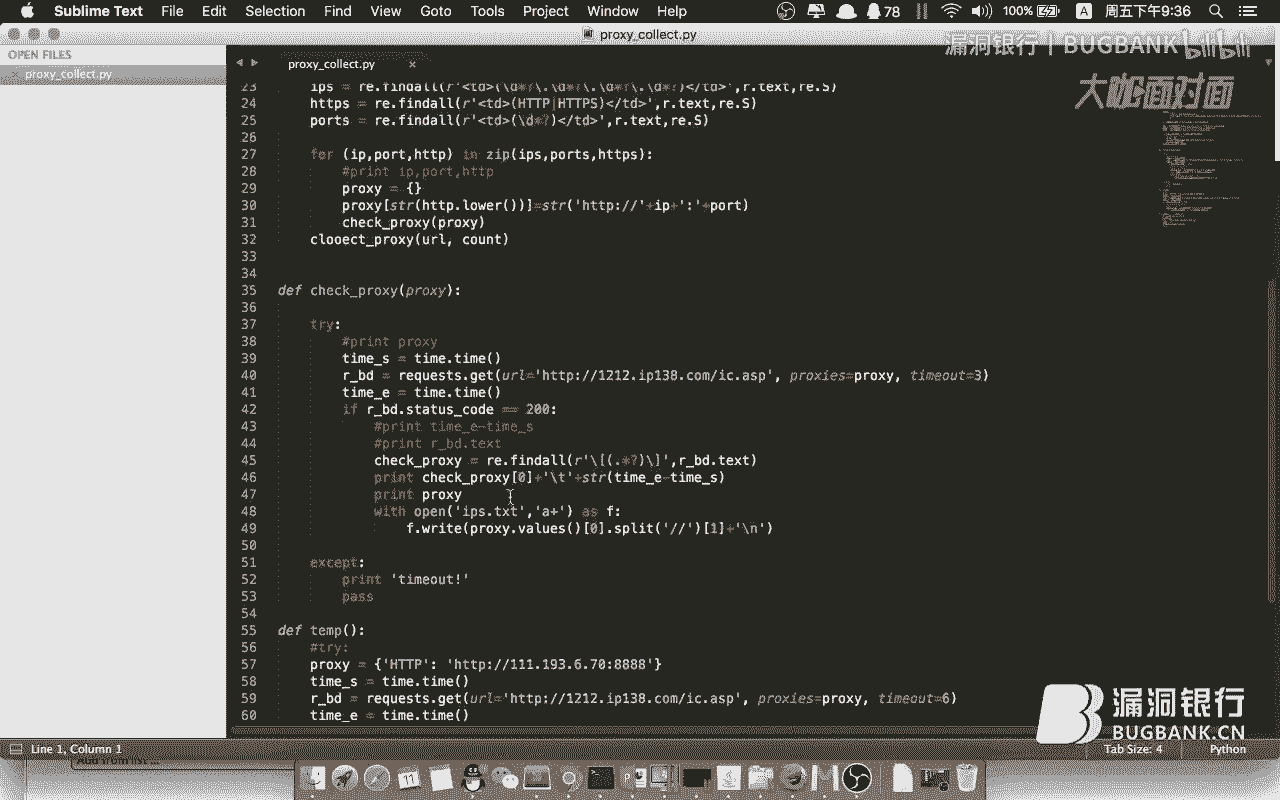 Sublime Text File Edit Selection Find View Goto Tools Project Window Help 78 100% A 周五下午9:36
proxy_collect.py
漏洞银行 | BUGBANK bilibili
大咖面对面
OPEN FILES
proxy_collect.py
proxy_collect.py ×
23 ips = re.findall(r'<td>(\d*?\.\d*?\.\d*?\.\d*?)</td>',r.text,re.S)
24 https = re.findall(r'<td>(HTTP|HTTPS)</td>',r.text,re.S)
25 ports = re.findall(r'<td>(\d*?)</td>',r.text,re.S)
26
27 for (ip,port,http) in zip(ips,ports,https):
28 #print ip,port,http
29 proxy = {}
30 proxy[str(http.lower())]=str('http://'+ip+':'+port)
31 check_proxy(proxy)
32 clooect_proxy(url, count)
33
34
35 def check_proxy(proxy):
36
37 try:
38 #print proxy
39 time_s = time.time()
40 r_bd = requests.get(url='http://1212.ip138.com/ic.asp', proxies=proxy, timeout=3)
41 time_e = time.time()
42 if r_bd.status_code == 200:
43 #print time_e-time_s
44 #print r_bd.text
45 check_proxy = re.findall(r'\[(.*?)\]',r_bd.text)
46 print check_proxy[0]+'\t'+str(time_e-time_s)
47 print proxy
48 with open('ips.txt','a+') as f:
49 f.write(proxy.values()[0].split('//')[1]+'\n')
50
51 except:
52 print 'timeout!'
53 pass
54
55 def temp():
56 #try:
57 proxy = {'HTTP': 'http://111.193.6.70:8888'}
58 time_s = time.time()
59 r_bd = requests.get(url='http://1212.ip138.com/ic.asp', proxies=proxy, timeout=6)
60 time_e = time.time()
漏洞银行
BUGBANK.CN
Line 1, Column 1 Tab Size: 4 Python
Add from list ...
11